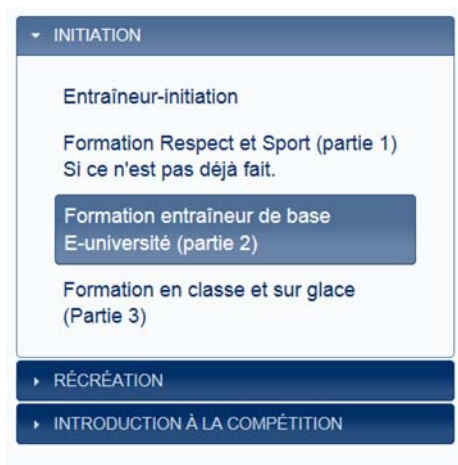 INITIATION
Entraîneur-initiation
Formation Respect et Sport (partie 1)
Si ce n'est pas déjà fait.
Formation entraîneur de base
E-université (partie 2)
Formation en classe et sur glace
(Partie 3)
RÉCRÉATION
INTRODUCTION À LA COMPÉTITION